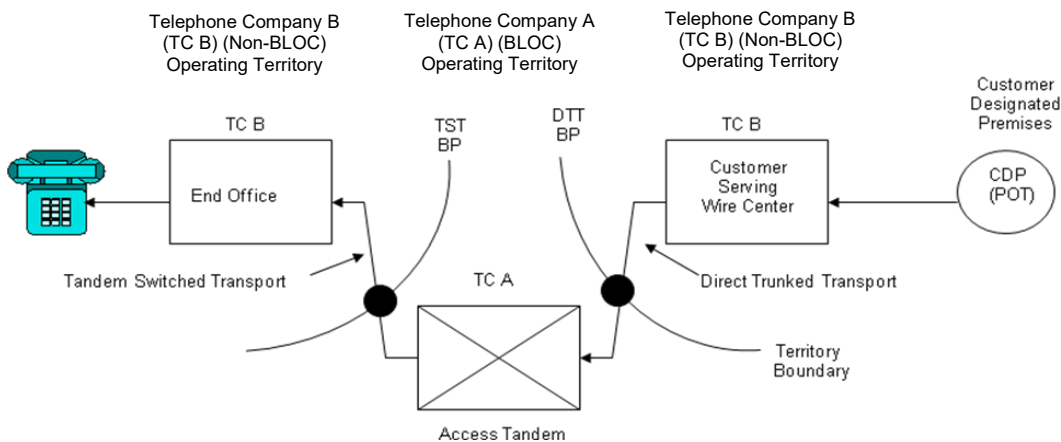 Telephone Company B
(TC B) (Non-BLOC)
Operating Territory
Telephone Company A
(TC A) (BLOC)
Operating Territory
Telephone Company B
(TC B) (Non-BLOC)
Operating Territory
Customer
Designated
Premises
TC B
TST
BP
DTT
BP
TC B
End Office
Customer
Serving
Wire Center
CDP
(POT)
Tandem Switched Transport
TC A
Direct Trunked Transport
Territory
Boundary
Access Tandem